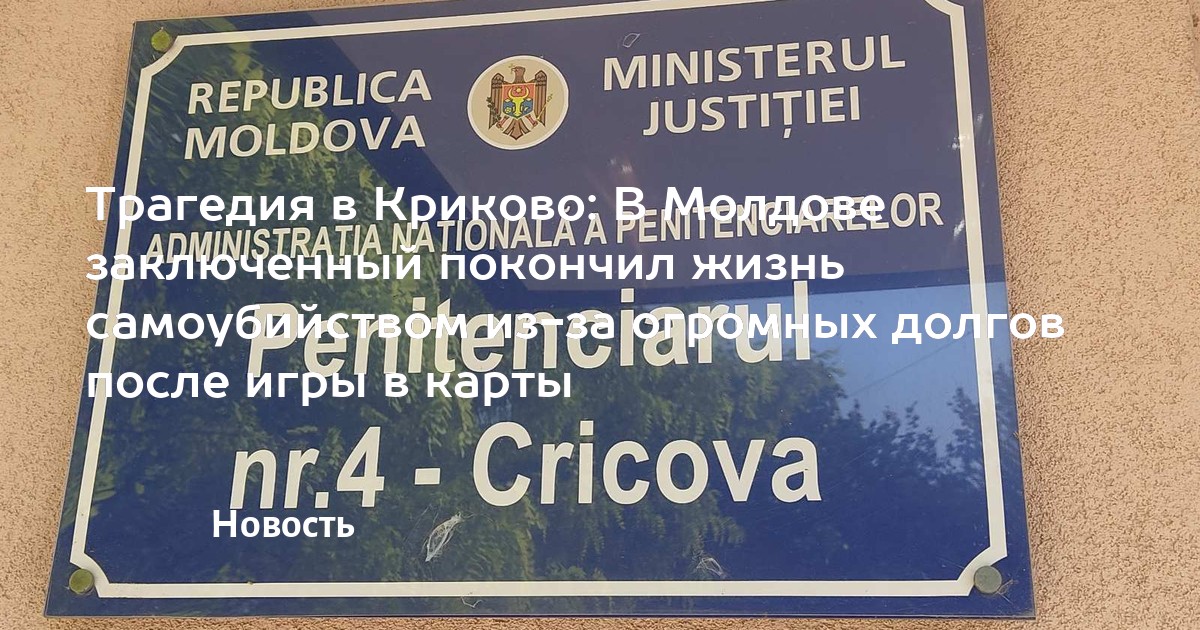 REPUBLICA
MOLDOVA
MINISTERUL
JUSTIȚIEI
Трагедия в Криково: В Молдове
ADMINISTRAȚIA NAȚIONALĂ A PENITENCIARELOR
заключенный покончил жизнь
Penitenciarul
самоубийством из-за огромных долгов
после игры в карты
nr.4 - Cricova
Новость